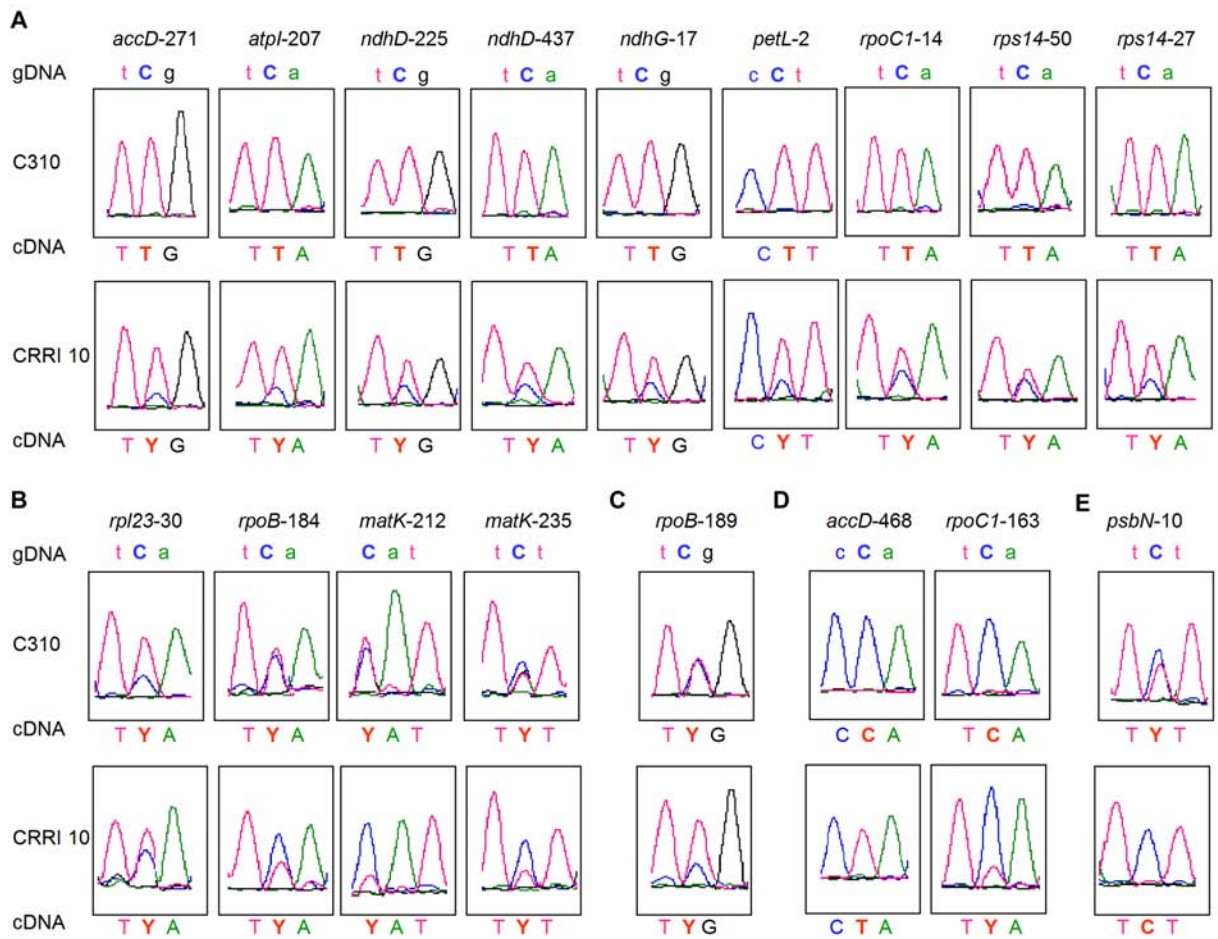 A
accD-271 atpI-207 ndhD-225 ndhD-437 ndhG-17 petL-2 rpoC1-14 rps14-50 rps14-27
gDNA t C g t C a t C g t C a t C g c C t t C a t C a t C a
C310
cDNA T T G T T A T T G T T A T T G C T T T T A T T A T T A
CRRI 10
cDNA T Y G T Y A T Y G T Y A T Y G C Y T T Y A T Y A T Y A
B C D E
rpl23-30 rpoB-184 matK-212 matK-235 rpoB-189 accD-468 rpoC1-163 psbN-10
gDNA t C a t C a C a t t C t t C g c C a t C a t C t
C310
cDNA T Y A T Y A Y A T T Y T T Y G C C A T C A T Y T
CRRI 10
cDNA T Y A T Y A Y A T T Y T T Y G C T A T Y A T C T